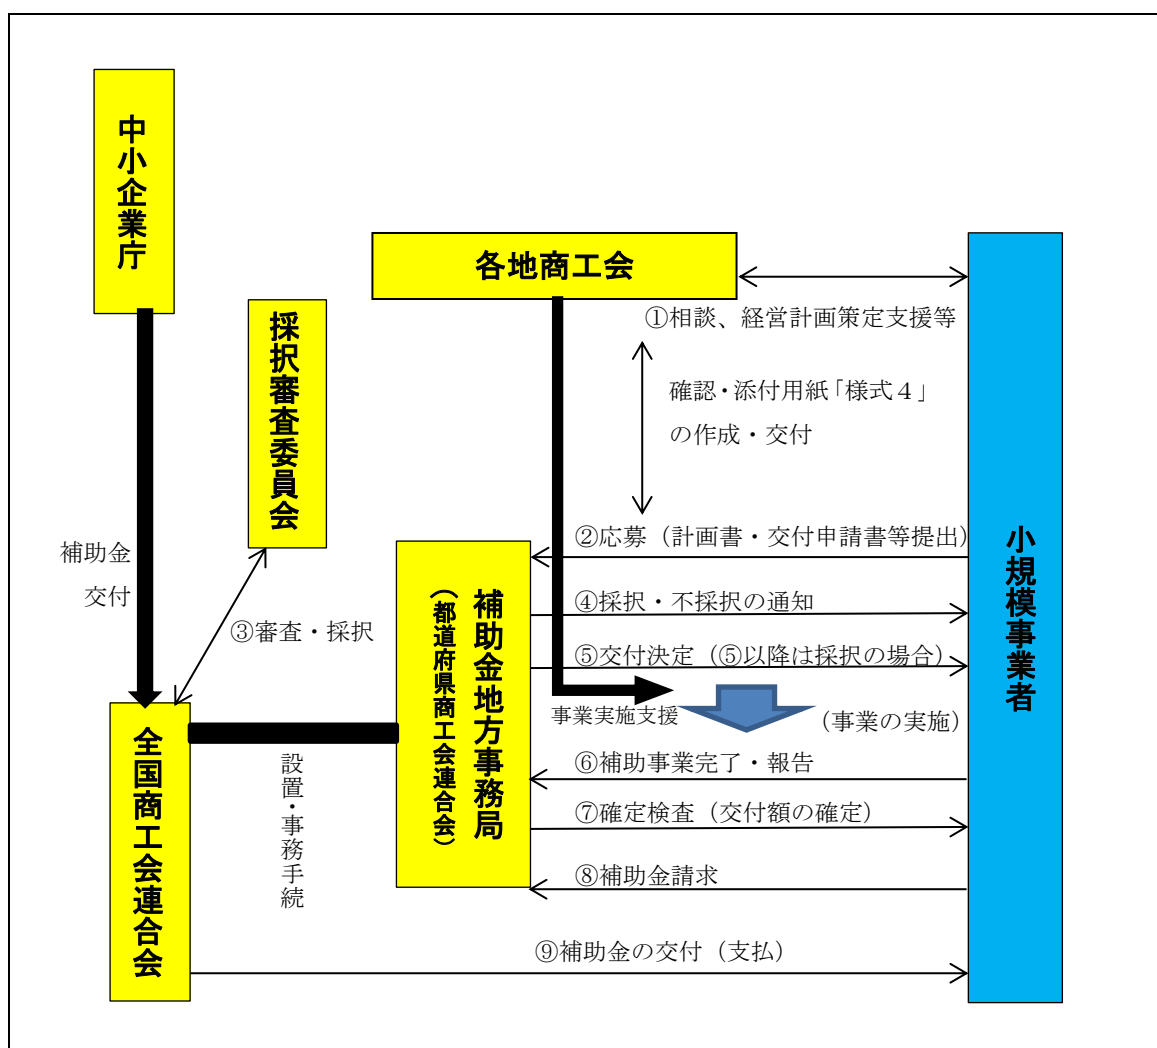 中小企業庁
各地商工会
採択審査委員会
①相談、経営計画策定支援等
確認・添付用紙「様式４」
の作成・交付
小規模事業者
補助金
交付
②応募（計画書・交付申請書等提出）
補助金地方事務局
（都道府県商工会連合会）
④採択・不採択の通知
③審査・採択
⑤交付決定（⑤以降は採択の場合）
事業実施支援
（事業の実施）
全国商工会連合会
設置・事務手続
⑥補助事業完了・報告
⑦確定検査（交付額の確定）
⑧補助金請求
⑨補助金の交付（支払）